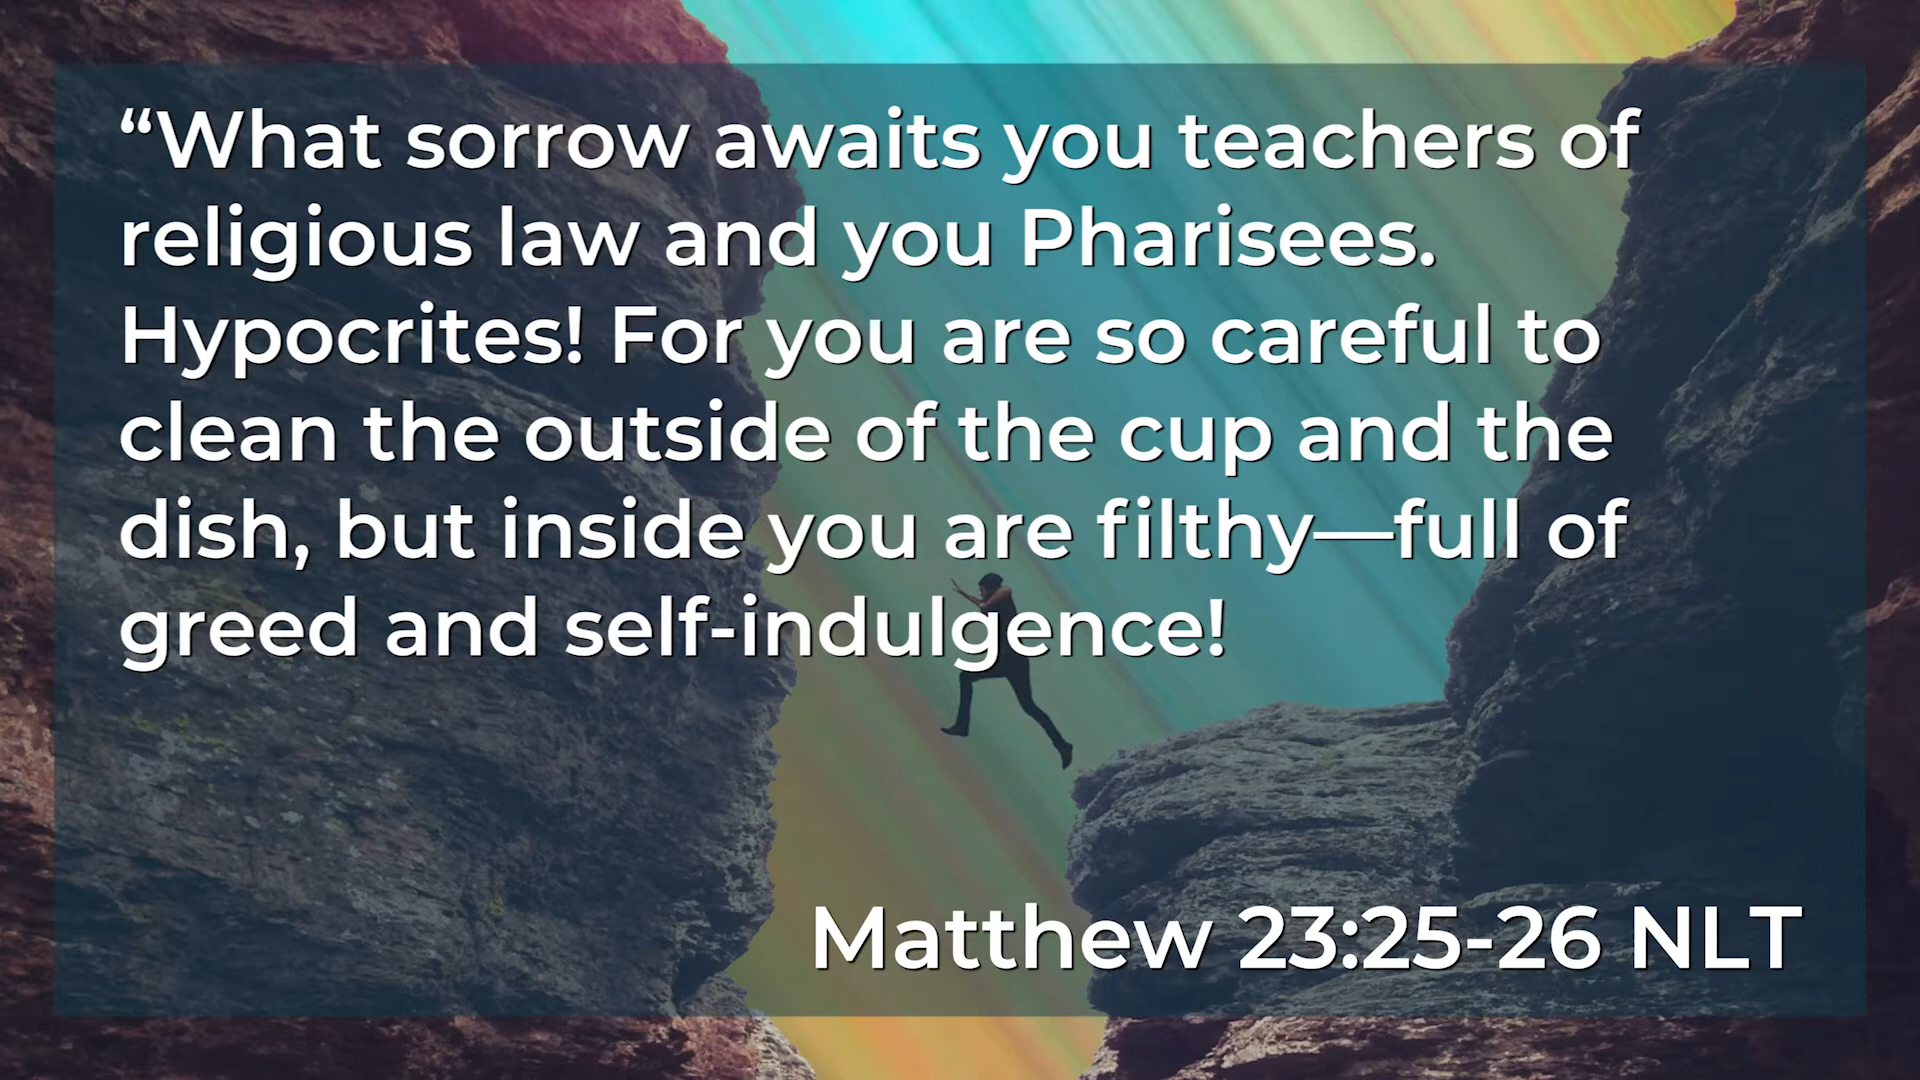 “What sorrow awaits you teachers of
religious law and you Pharisees.
Hypocrites! For you are so careful to
clean the outside of the cup and the
dish, but inside you are filthy—full of
greed and self-indulgence!
Matthew 23:25-26 NLT